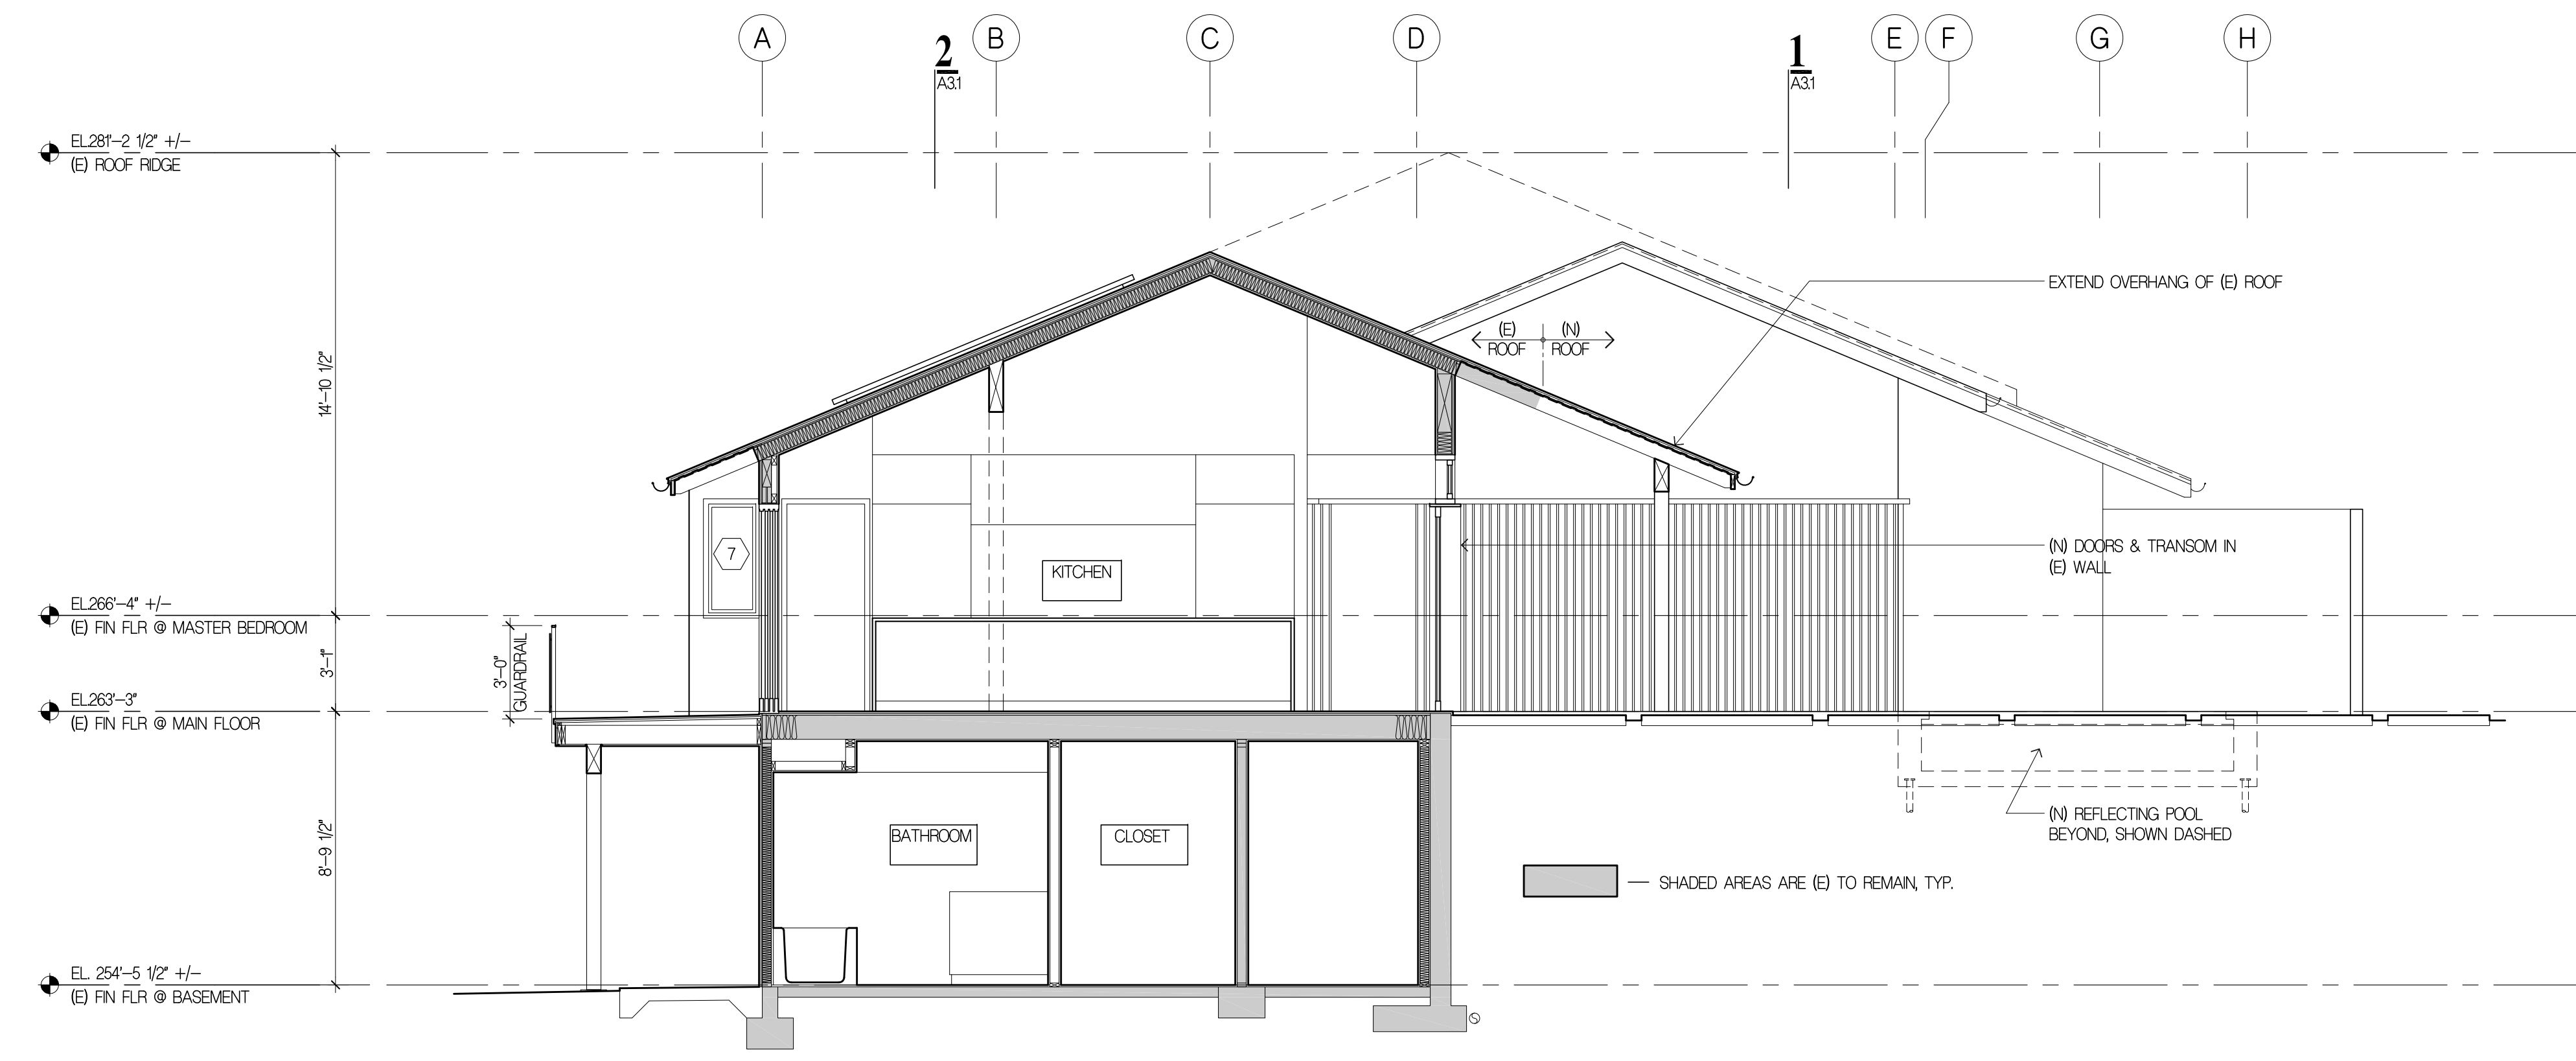 A
2
B
C
D
1
E
F
G
H
A3.1
A3.1
EL.281'-2 1/2" +/-
(E) ROOF RIDGE
EXTEND OVERHANG OF (E) ROOF
(E)
ROOF
(N)
ROOF
14'-10 1/2"
7
KITCHEN
(N) DOORS & TRANSOM IN
(E) WALL
EL.266'-4" +/-
(E) FIN FLR @ MASTER BEDROOM
3'-1"
3'-0"
GUARDRAIL
EL.263'-3"
(E) FIN FLR @ MAIN FLOOR
(N) REFLECTING POOL
BEYOND, SHOWN DASHED
8'-9 1/2"
BATHROOM
CLOSET
SHADED AREAS ARE (E) TO REMAIN, TYP.
EL. 254'-5 1/2" +/-
(E) FIN FLR @ BASEMENT